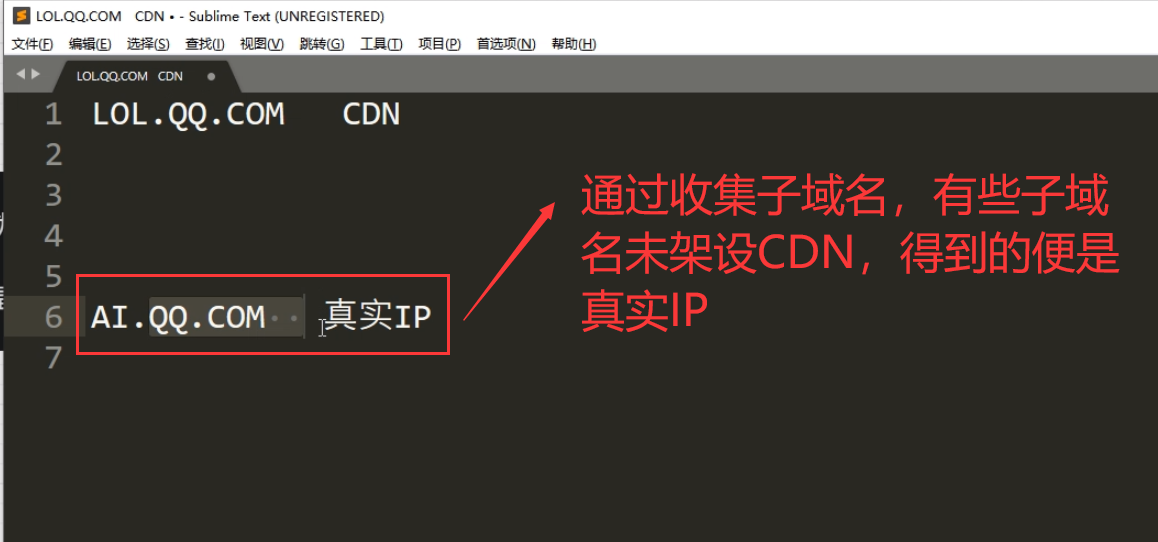 LOL.QQ.COM CDN • - Sublime Text (UNREGISTERED)
文件(F) 编辑(E) 选择(S) 查找(I) 视图(V) 跳转(G) 工具(T) 项目(P) 首选项(N) 帮助(H)
LOL.QQ.COM CDN
1 LOL.QQ.COM CDN
2
3
4
5
6 AI.QQ.COM 真实IP
7
通过收集子域名，有些子域
名未架设CDN，得到的便是
真实IP